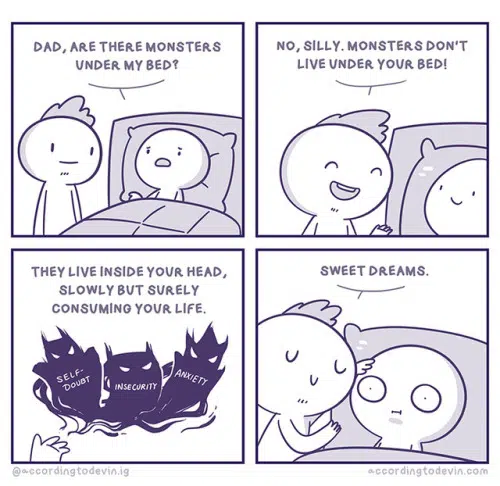 DAD, ARE THERE MONSTERS
UNDER MY BED?
NO, SILLY. MONSTERS DON'T
LIVE UNDER YOUR BED!
THEY LIVE INSIDE YOUR HEAD,
SLOWLY BUT SURELY
CONSUMING YOUR LIFE.
SELF-
DOUBT
INSECURITY
ANXIETY
SWEET DREAMS.
@accordingtodevin.ig
accordingtodevin.com